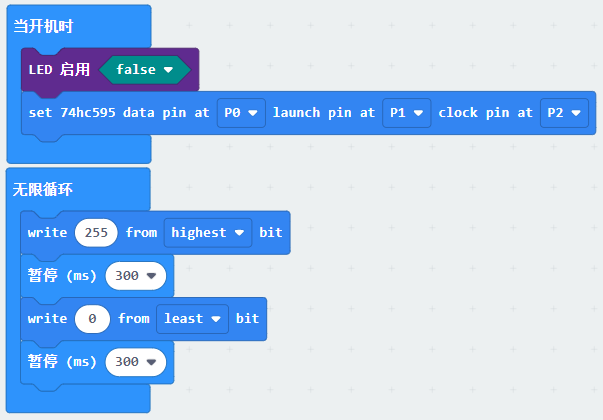 当开机时
LED 启用 false
set 74hc595 data pin at P0 launch pin at P1 clock pin at P2
无限循环
write 255 from highest bit
暂停 (ms) 300
write 0 from least bit
暂停 (ms) 300